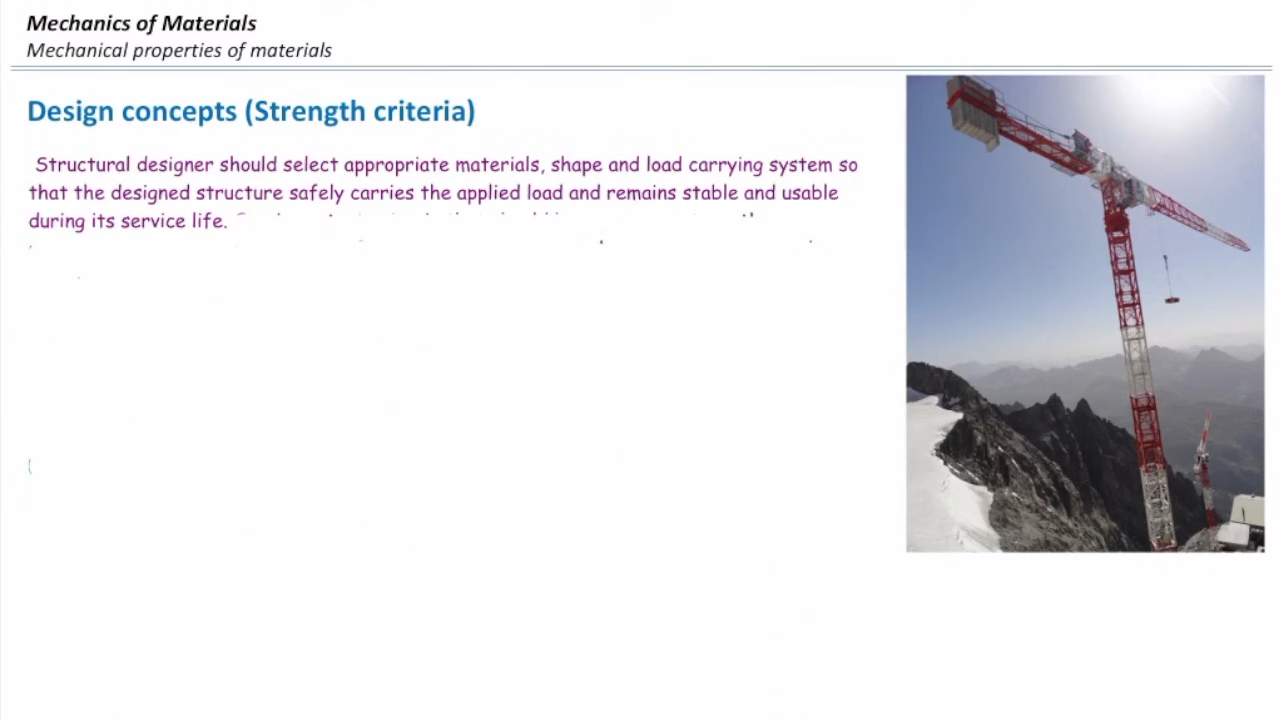 Mechanics of Materials
Mechanical properties of materials
Design concepts (Strength criteria)
Structural designer should select appropriate materials, shape and load carrying system so
that the designed structure safely carries the applied load and remains stable and usable
during its service life.